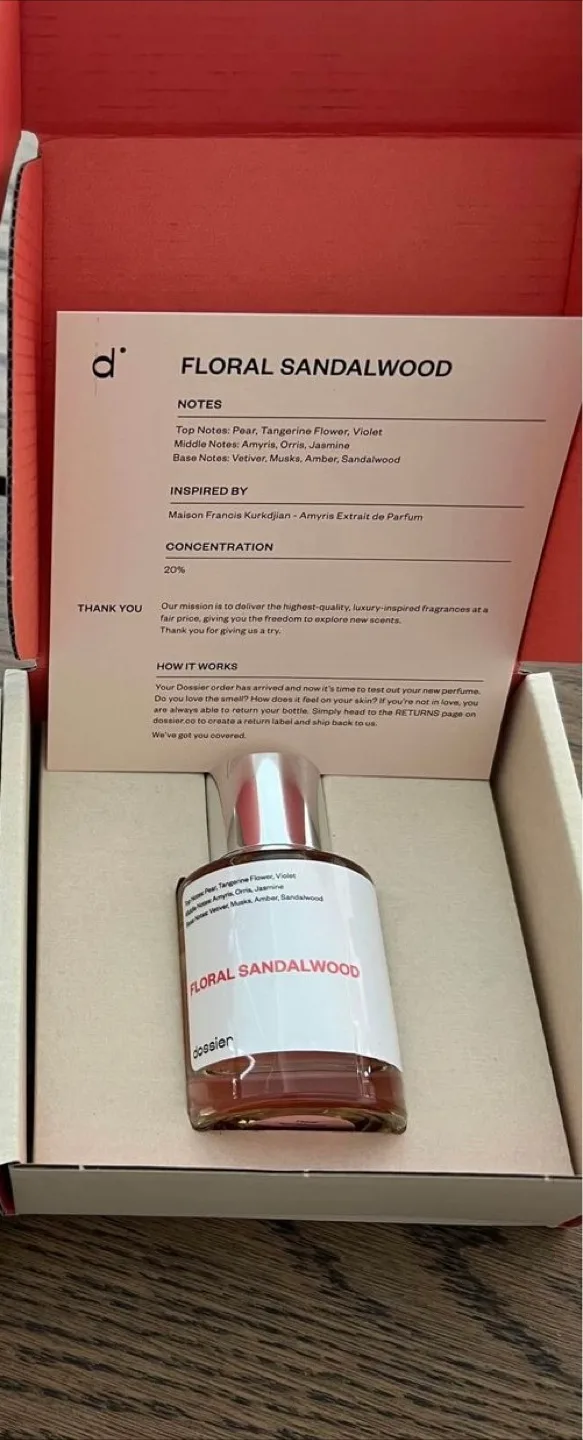 d
FLORAL SANDALWOOD
NOTES
Top Notes: Pear, Tangerine Flower, Violet
Middle Notes: Amyris, Orris, Jasmine
Base Notes: Vetiver, Musks, Amber, Sandalwood
INSPIRED BY
Maison Francis Kurkdjian - Amyris Extrait de Parfum
CONCENTRATION
20%
THANK YOU
Our mission is to deliver the highest-quality, luxury-inspired fragrances at a
fair price, giving you the freedom to explore new scents.
Thank you for giving us a try.
HOW IT WORKS
Your Dossier order has arrived and now it's time to test out your new perfume.
Do you love the smell? How does it feel on your skin? If you're not in love, you
are always able to return your bottle. Simply head to the RETURNS page on
dossier.co to create a return label and ship back to us.
We've got you covered.
Top Notes: Pear, Tangerine Flower, Violet
Middle Notes: Amyris, Orris, Jasmine
Base Notes: Vetiver, Musks, Amber, Sandalwood
FLORAL SANDALWOOD
dossier